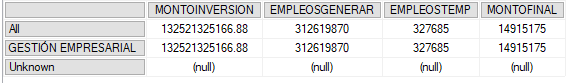 MONTOINVERSION EMPLEOSGENERAR EMPLEOSTEMP MONTOFINAL
All 132521325166.88 312619870 327685 14915175
GESTIÓN EMPRESARIAL 132521325166.88 312619870 327685 14915175
Unknown (null) (null) (null) (null)